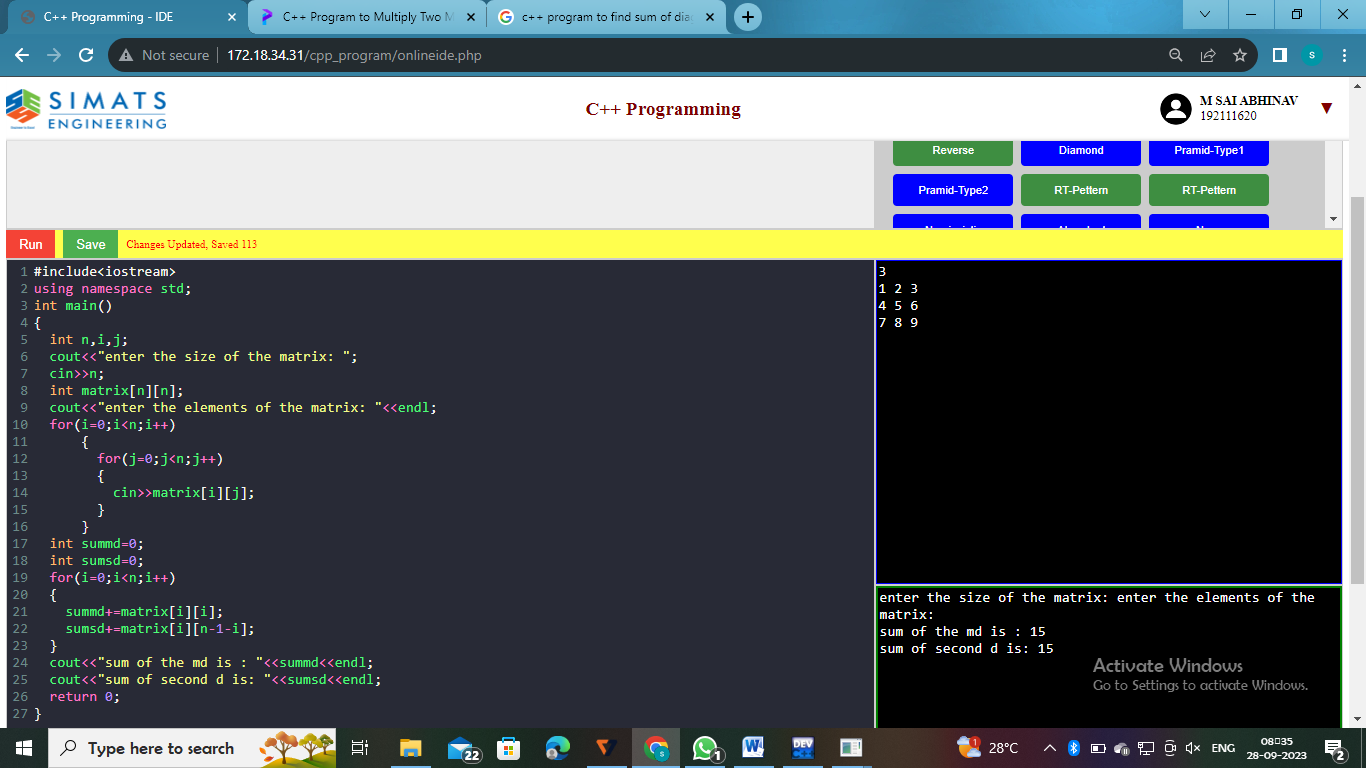 C++ Programming - IDE
C++ Program to Multiply Two M
c++ program to find sum of dia
Not secure
172.18.34.31/cpp_program/onlineide.php
s
SIMATS
ENGINEERING
C++ Programming
M SAI ABHINAV
192111620
Reverse
Diamond
Pramid-Type1
Pramid-Type2
RT-Pettern
RT-Pettern
Run
Save
Changes Updated, Saved 113
1 #include<iostream>
2 using namespace std;
3 int main()
4 {
5 int n,i,j;
6 cout<<"enter the size of the matrix: ";
7 cin>>n;
8 int matrix[n][n];
9 cout<<"enter the elements of the matrix: "<<endl;
10 for(i=0;i<n;i++)
11 {
12 for(j=0;j<n;j++)
13 {
14 cin>>matrix[i][j];
15 }
16 }
17 int summd=0;
18 int sumsd=0;
19 for(i=0;i<n;i++)
20 {
21 summd+=matrix[i][i];
22 sumsd+=matrix[i][n-1-i];
23 }
24 cout<<"sum of the md is : "<<summd<<endl;
25 cout<<"sum of second d is: "<<sumsd<<endl;
26 return 0;
27 }
3
1 2 3
4 5 6
7 8 9
enter the size of the matrix: enter the elements of the
matrix:
sum of the md is : 15
sum of second d is: 15
Activate Windows
Go to Settings to activate Windows.
Type here to search
22
s
1
W
DEV
C++
1
28°C
ENG
08:35
28-09-2023
2